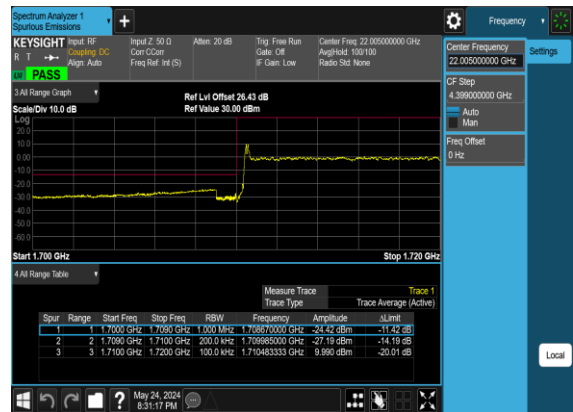 Spectrum Analyzer 1
Spurious Emissions
Frequency
KEYSIGHT Input: RF Input Z: 50 Ω Atten: 20 dB Trig: Free Run Center Freq: 22.005000000 GHz
R T Coupling: DC Corr CCorr Gate: Off Avg|Hold: 100/100
Align: Auto Freq Ref: Int (S) IF Gain: Low Radio Std: None
PASS
Center Frequency
22.005000000 GHz
Settings
CF Step
4.399000000 GHz
Auto
Man
Freq Offset
0 Hz
3 All Range Graph
Ref Lvl Offset 26.43 dB
Scale/Div 10.0 dB Ref Value 30.00 dBm
Log
20.0
10.0
0.00
-10.0
-20.0
-30.0
-40.0
-50.0
-60.0
Start 1.700 GHz Stop 1.720 GHz
4 All Range Table
Measure Trace Trace 1
Trace Type Trace Average (Active)
Spur Range Start Freq Stop Freq RBW Frequency Amplitude ΔLimit
1 1 1.7000 GHz 1.7090 GHz 1.000 MHz 1.708670000 GHz -24.42 dBm -11.42 dB
2 2 1.7090 GHz 1.7100 GHz 200.0 kHz 1.709985000 GHz -27.19 dBm -14.19 dB
3 3 1.7100 GHz 1.7200 GHz 100.0 kHz 1.710483333 GHz 9.990 dBm -20.01 dB
Local
May 24, 2024
8:31:17 PM